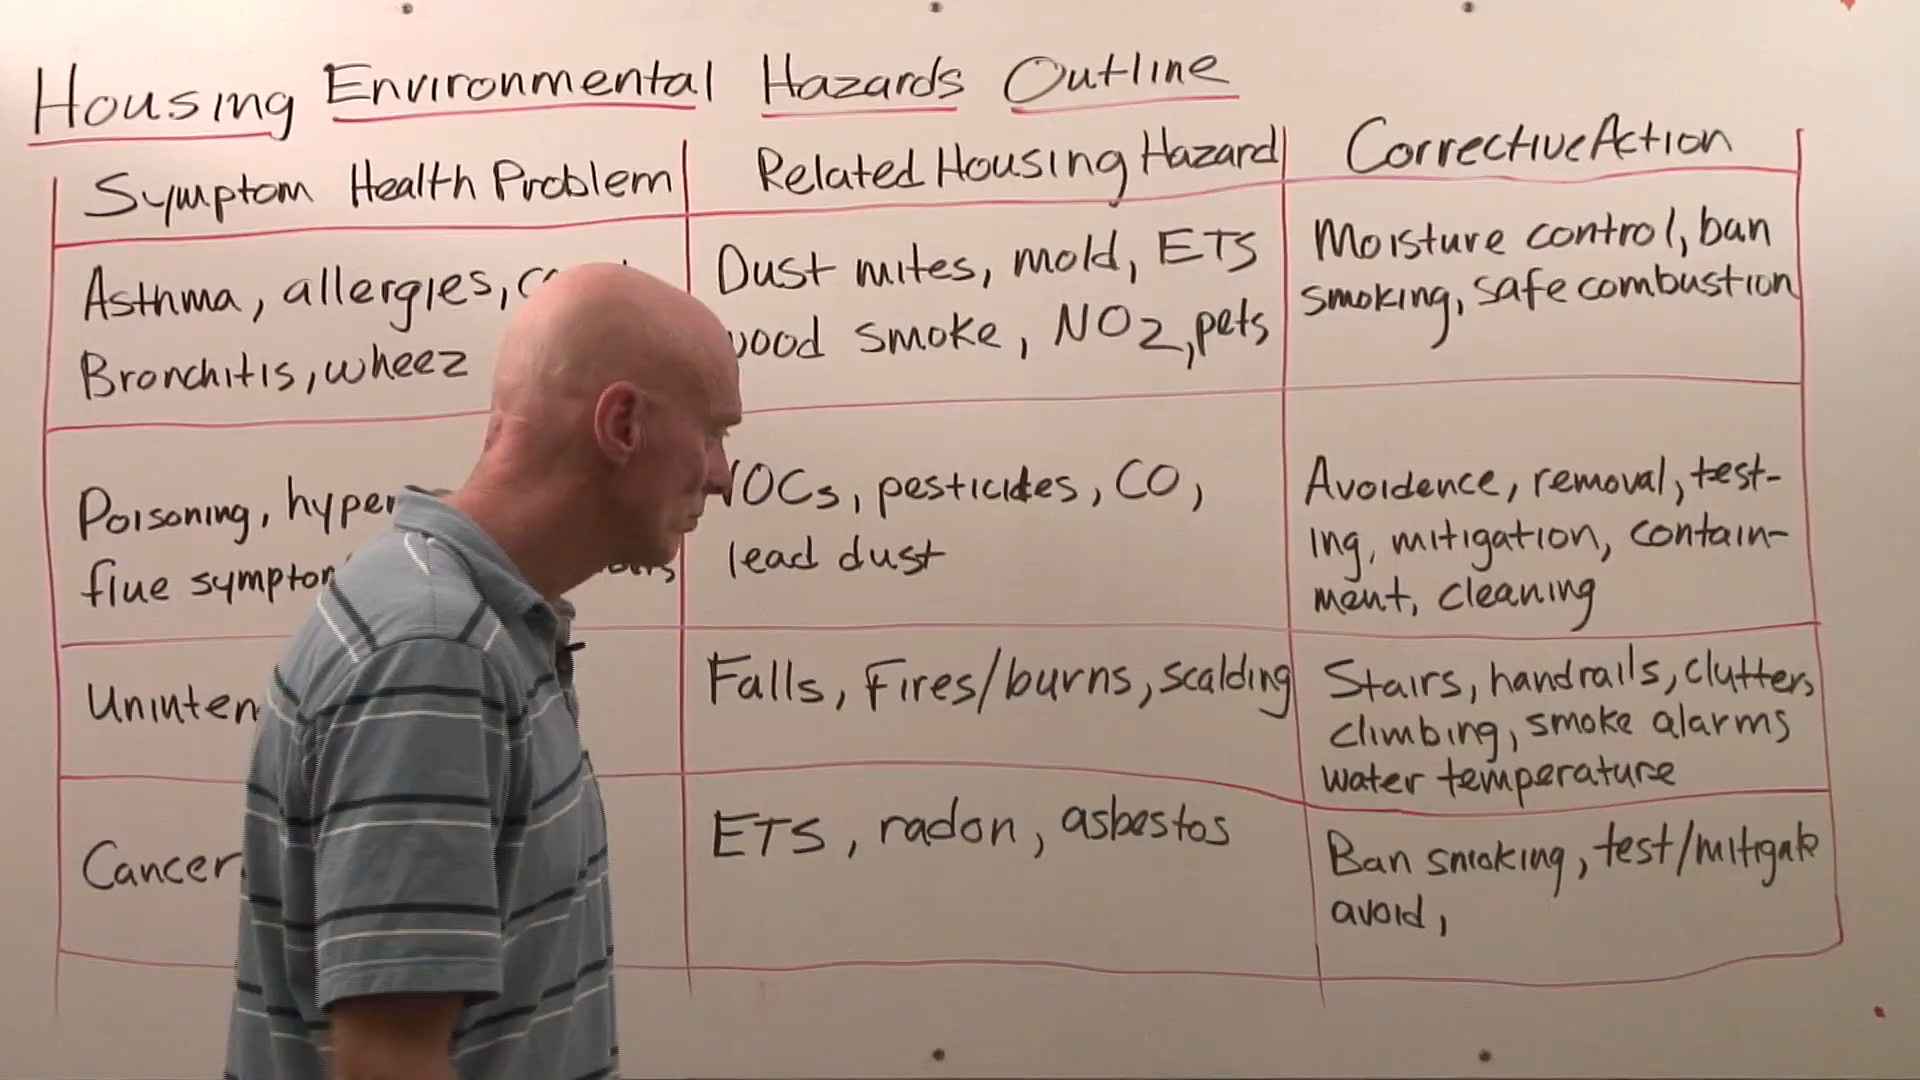 Housing Environmental Hazards Outline
Symptom Health Problem
Related Housing Hazard
Corrective Action
Asthma, allergies,
Bronchitis, wheez
Dust mites, mold, ETS
wood smoke, NO2, pets
Moisture control, ban
smoking, safe combustion
Poisoning,
flue
VOCs, pesticides, CO,
lead dust
Avoidence, removal, test-
ing, mitigation, contain-
ment, cleaning
Falls, Fires/burns, scalding
Stairs, handrails, clutters
climbing, smoke alarms
water temperature
Cancer
ETS, radon, asbestos
Ban smoking, test/mitigate
avoid,